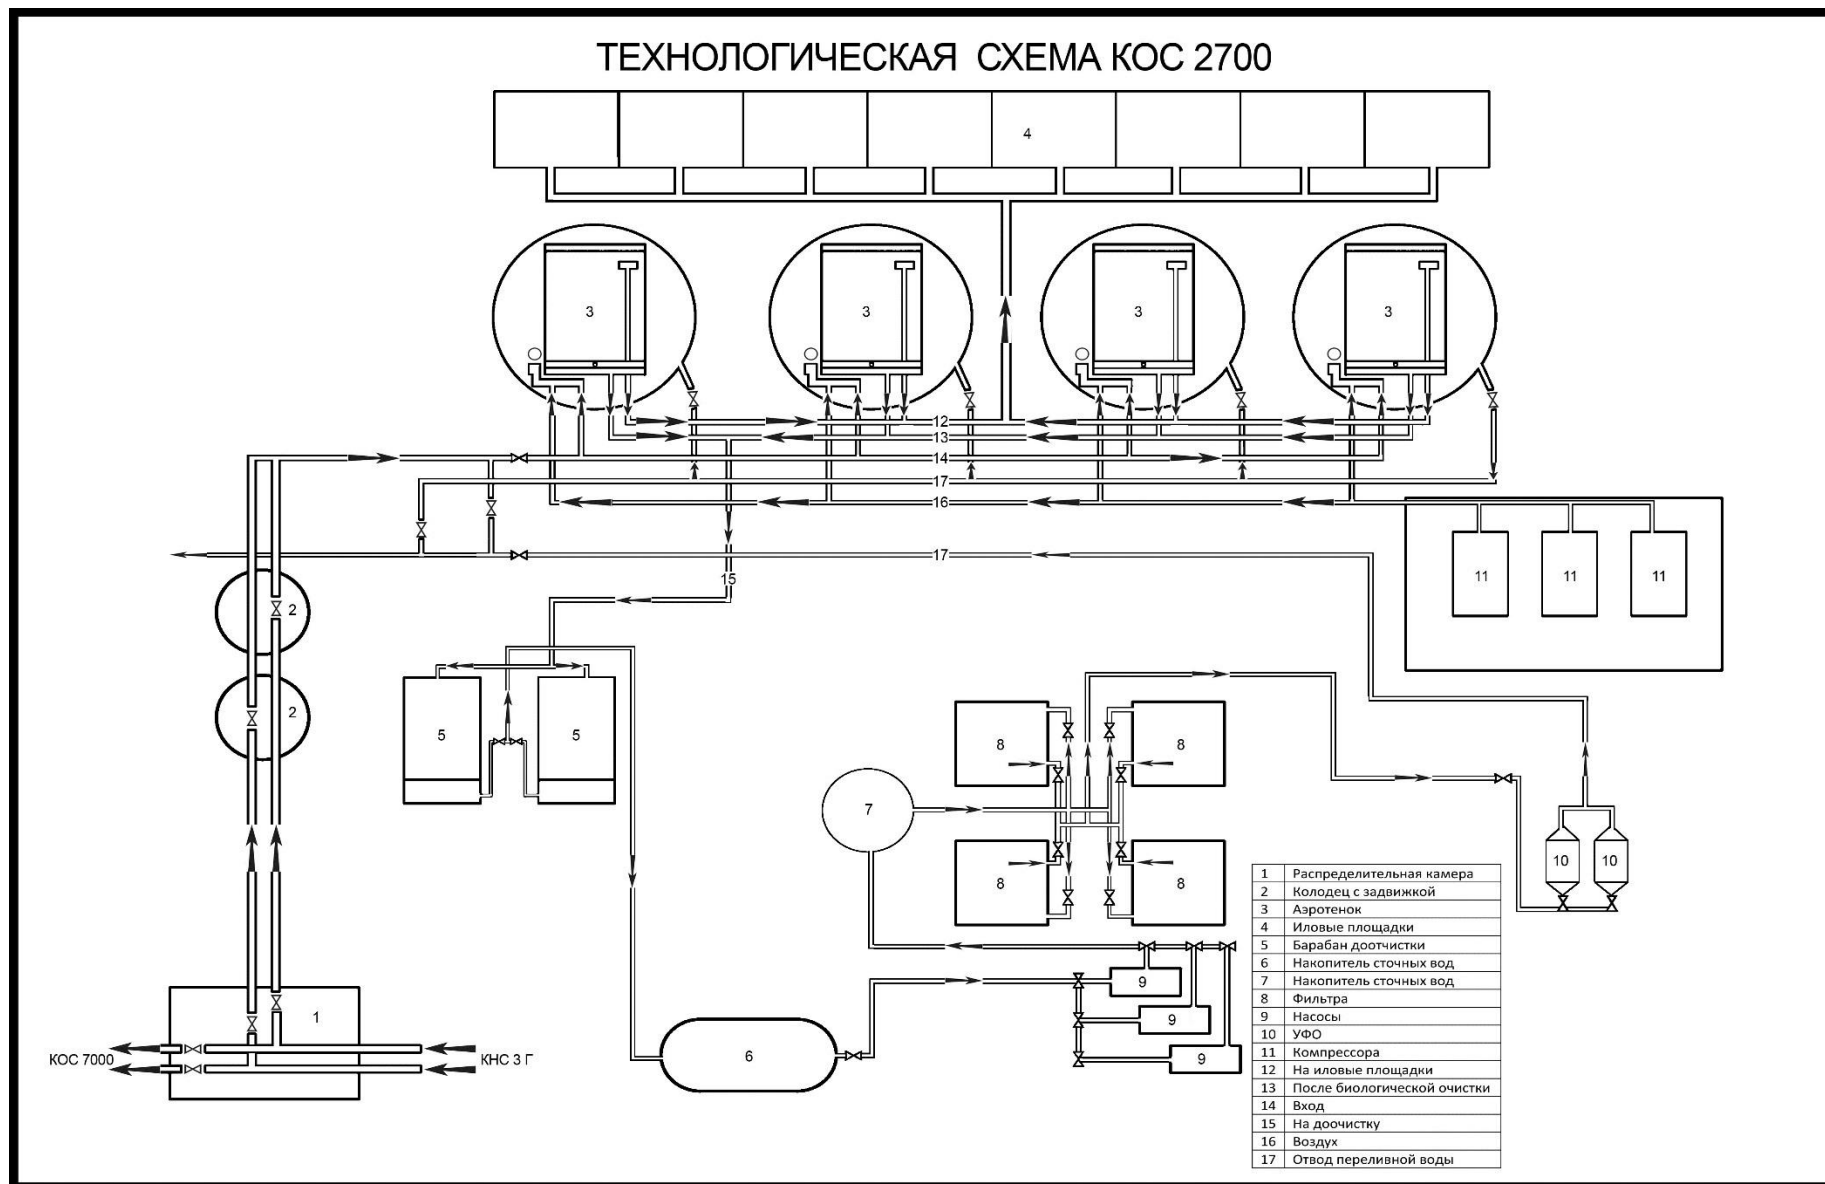 ТЕХНОЛОГИЧЕСКАЯ СХЕМА КОС 2700
4
3 3 3 3
12
13
14
17
16
17
15
11 11 11
2
2
5 5
8 8
7
8 8
10 10
9
9
9
6
1
КОС 7000
КНС 3 Г
1 Распределительная камера
2 Колодец с задвижкой
3 Аэротенок
4 Иловые площадки
5 Барабан доотчистки
6 Накопитель сточных вод
7 Накопитель сточных вод
8 Фильтра
9 Насосы
10 УФО
11 Компрессора
12 На иловые площадки
13 После биологической очистки
14 Вход
15 На доочистку
16 Воздух
17 Отвод переливной воды